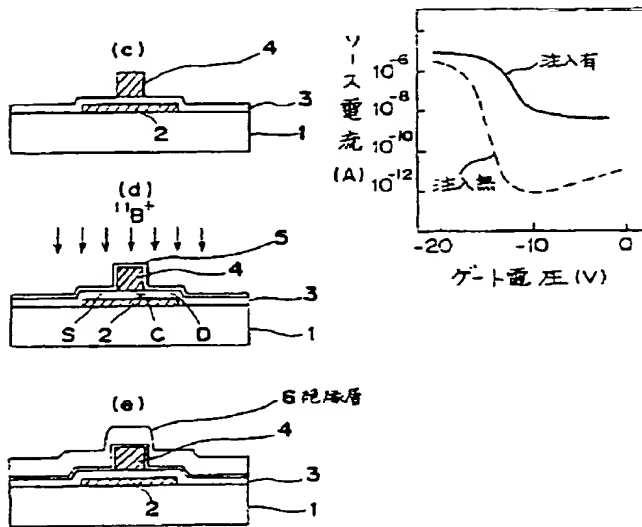 (c)
4
3
2
1
(d)
¹¹B⁺
5
4
3
S 2 C D
1
(e)
6絶縁層
4
3
2
1
ソース電流(A)
10⁻⁶
10⁻⁸
10⁻¹⁰
10⁻¹²
注入有
注入無
-20 -10 0
ゲート電圧(V)